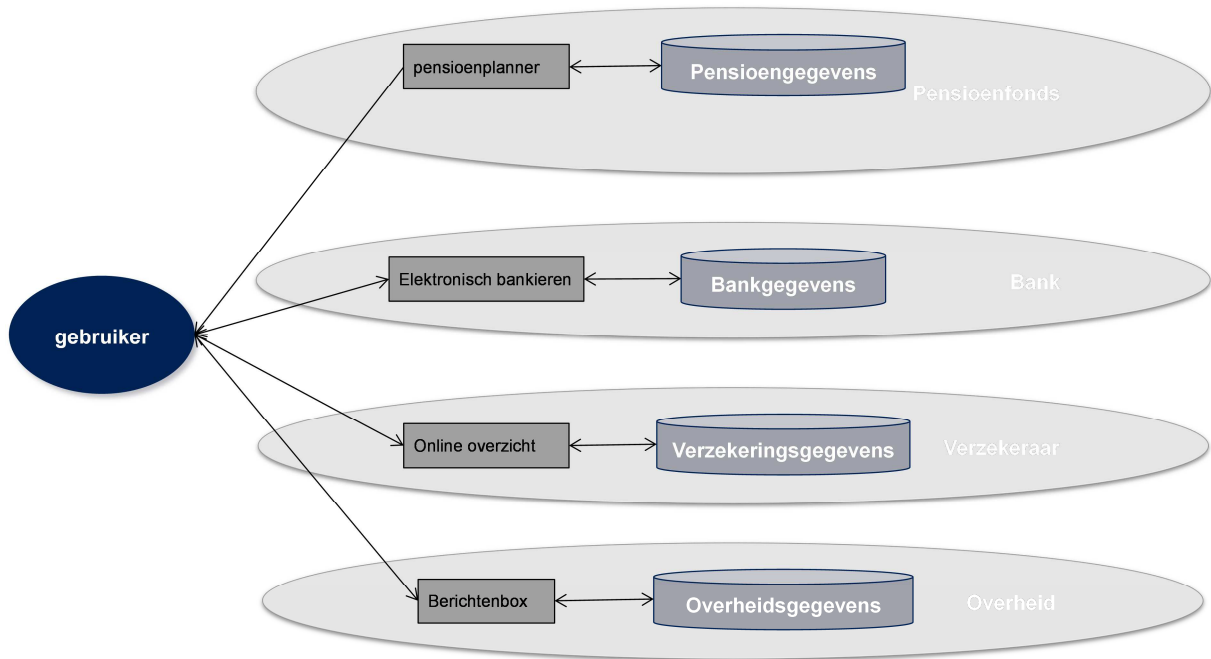 pensioenplanner
Pensioengegevens
Pensioenfonds
Elektronisch bankieren
Bankgegevens
Bank
gebruiker
Online overzicht
Verzekeringsgegevens
Verzekeraar
Berichtenbox
Overheidsgegevens
Overheid